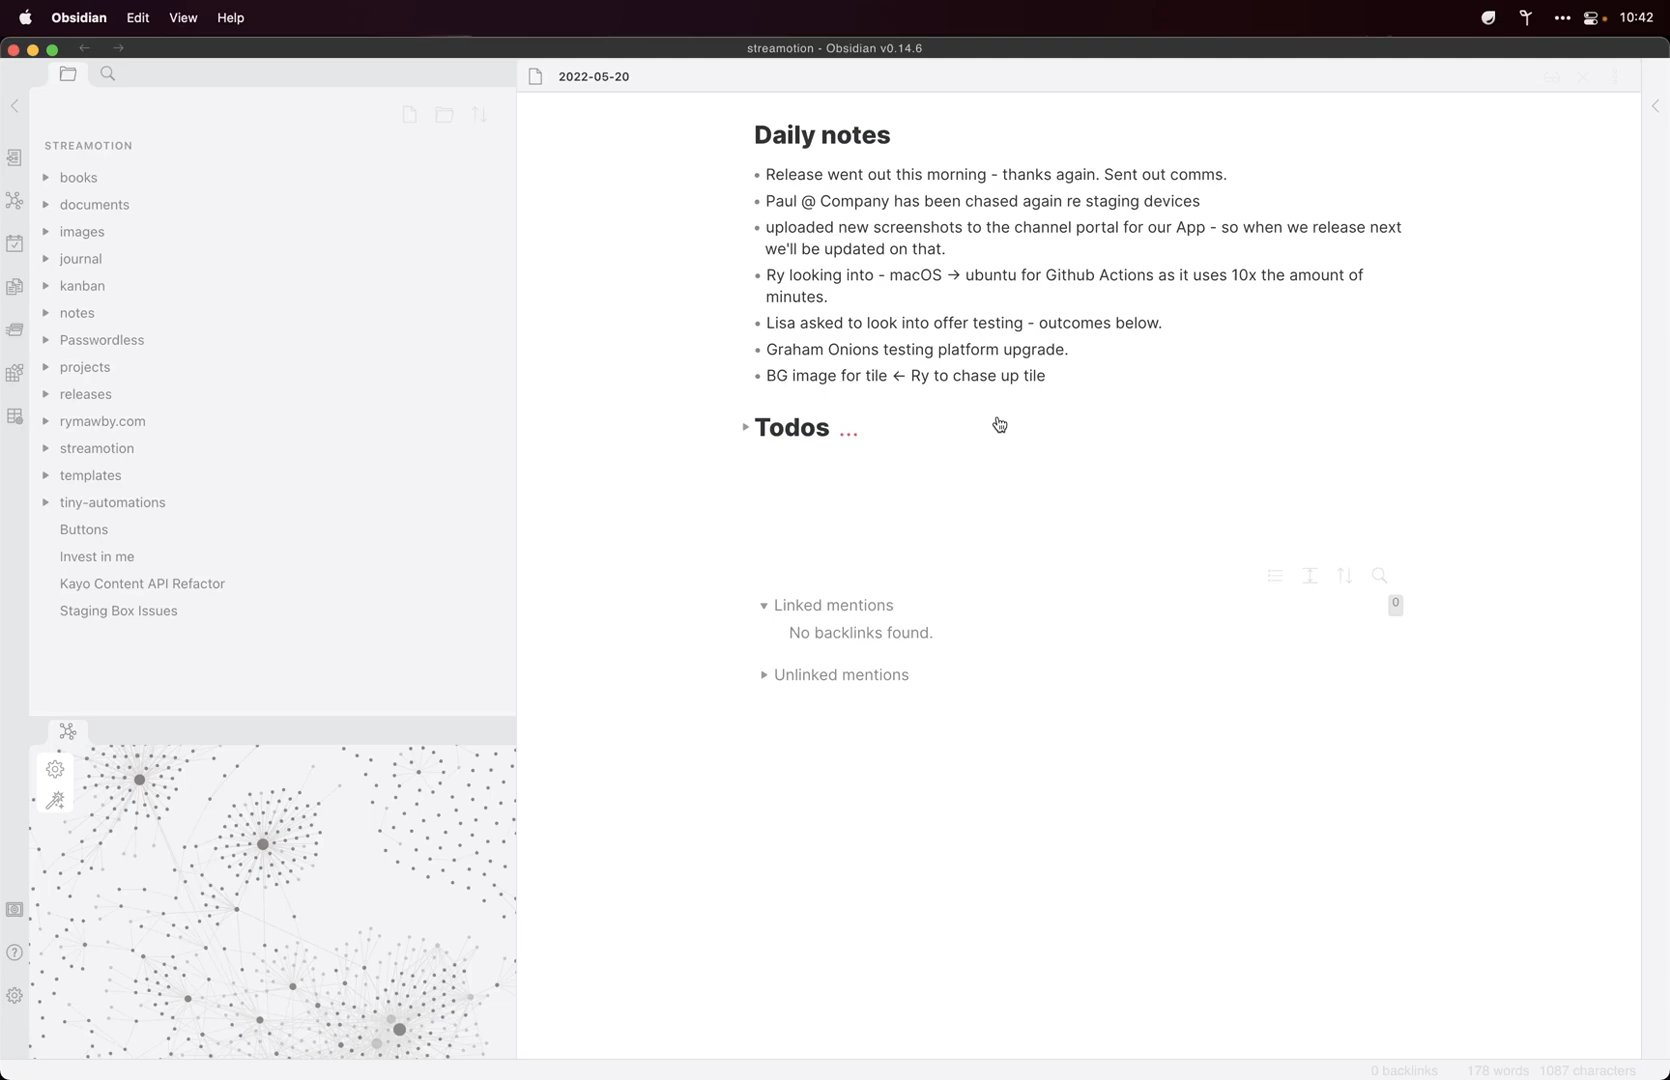 Obsidian Edit View Help 10:42
streamotion - Obsidian v0.14.6
2022-05-20
STREAMOTION
books
documents
images
journal
kanban
notes
Passwordless
projects
releases
rymawby.com
streamotion
templates
tiny-automations
Buttons
Invest in me
Kayo Content API Refactor
Staging Box Issues
Daily notes
• Release went out this morning - thanks again. Sent out comms.
• Paul @ Company has been chased again re staging devices
• uploaded new screenshots to the channel portal for our App - so when we release next
we'll be updated on that.
• Ry looking into - macOS → ubuntu for Github Actions as it uses 10x the amount of
minutes.
• Lisa asked to look into offer testing - outcomes below.
• Graham Onions testing platform upgrade.
• BG image for tile ← Ry to chase up tile
Todos ...
Linked mentions 0
No backlinks found.
Unlinked mentions
0 backlinks 178 words 1087 characters